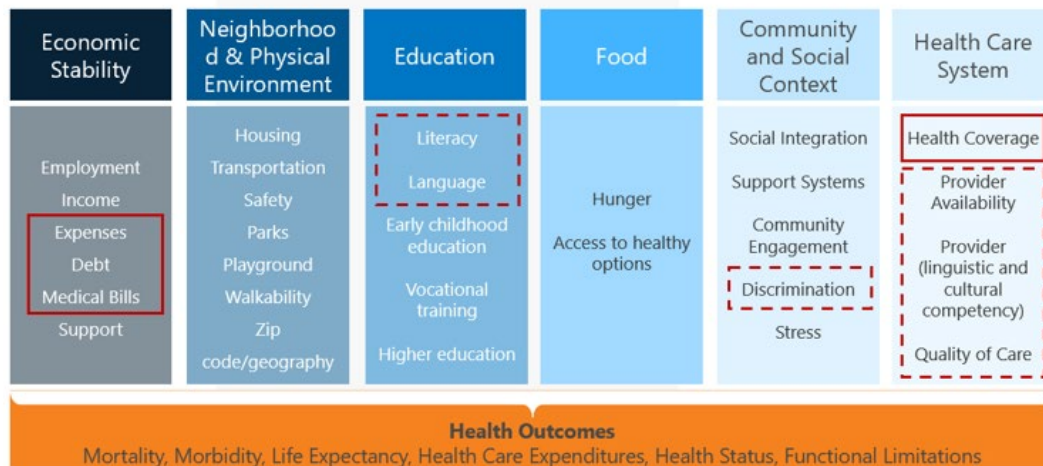 Economic
Stability
Neighborhoo
d & Physical
Environment
Education
Food
Community
and Social
Context
Health Care
System
Employment
Income
Expenses
Debt
Medical Bills
Support
Housing
Transportation
Safety
Parks
Playground
Walkability
Zip
code/geography
Literacy
Language
Early childhood
education
Vocational
training
Higher education
Hunger
Access to healthy
options
Social Integration
Support Systems
Community
Engagement
Discrimination
Stress
Health Coverage
Provider
Availability
Provider
(linguistic and
cultural
competency)
Quality of Care
Health Outcomes
Mortality, Morbidity, Life Expectancy, Health Care Expenditures, Health Status, Functional Limitations